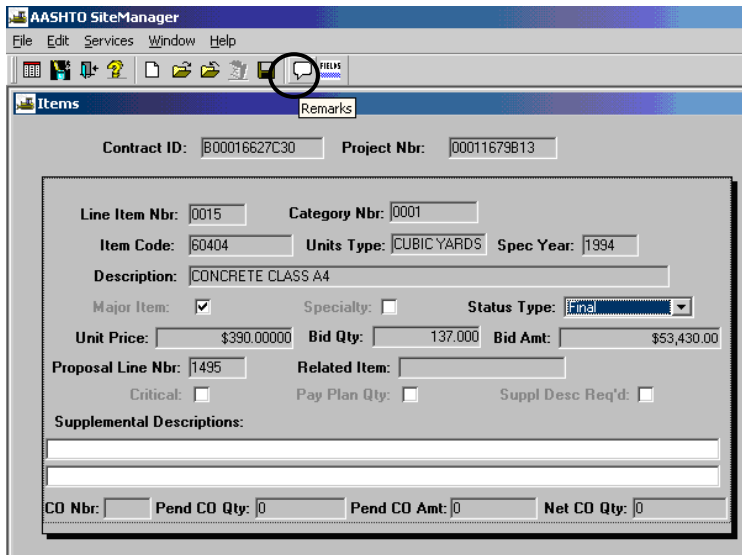 AASHTO SiteManager
File Edit Services Window Help
FIELDS
Items
Remarks
Contract ID: B00016627C30 Project Nbr: 00011679B13
Line Item Nbr: 0015 Category Nbr: 0001
Item Code: 60404 Units Type: CUBIC YARDS Spec Year: 1994
Description: CONCRETE CLASS A4
Major Item: Specialty: Status Type: Final
Unit Price: $390.00000 Bid Qty: 137.000 Bid Amt: $53,430.00
Proposal Line Nbr: 1495 Related Item:
Critical: Pay Plan Qty: Suppl Desc Req'd:
Supplemental Descriptions:
CO Nbr: Pend CO Qty: 0 Pend CO Amt: 0 Net CO Qty: 0